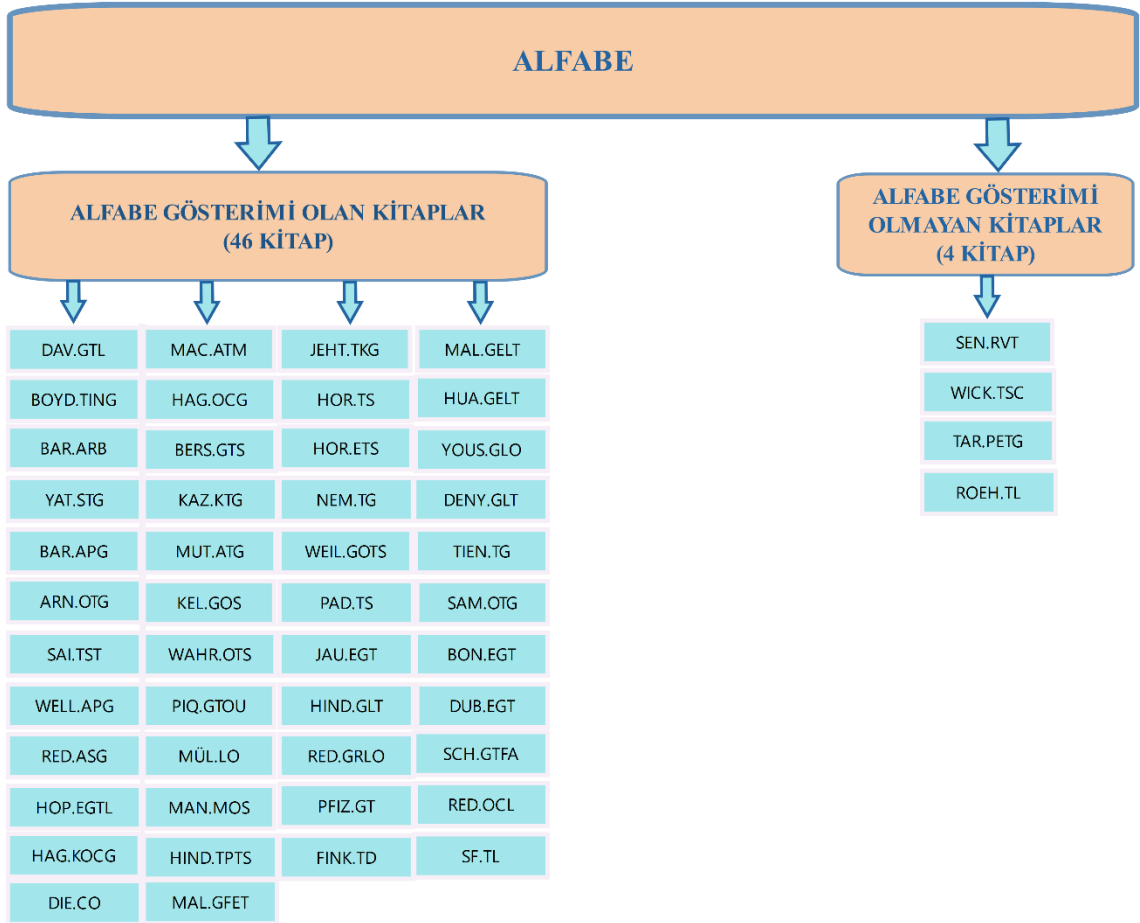 ALFABE
ALFABE GÖSTERİMİ OLAN KİTAPLAR
(46 KİTAP)
ALFABE GÖSTERİMİ
OLMAYAN KİTAPLAR
(4 KİTAP)
DAV.GTL MAC.ATM JEHT.TKG MAL.GELT
BOYD.TING HAG.OCG HOR.TS HUA.GELT
BAR.ARB BERS.GTS HOR.ETS YOUS.GLO
YAT.STG KAZ.KTG NEM.TG DENY.GLT
BAR.APG MUT.ATG WEIL.GOTS TIEN.TG
ARN.OTG KEL.GOS PAD.TS SAM.OTG
SAI.TST WAHR.OTS JAU.EGT BON.EGT
WELL.APG PIQ.GTOU HIND.GLT DUB.EGT
RED.ASG MÜL.LO RED.GRLO SCH.GTFA
HOP.EGTL MAN.MOS PFIZ.GT RED.OCL
HAG.KOCG HIND.TPTS FINK.TD SF.TL
DIE.CO MAL.GFET
SEN.RVT
WICK.TSC
TAR.PETG
ROEH.TL